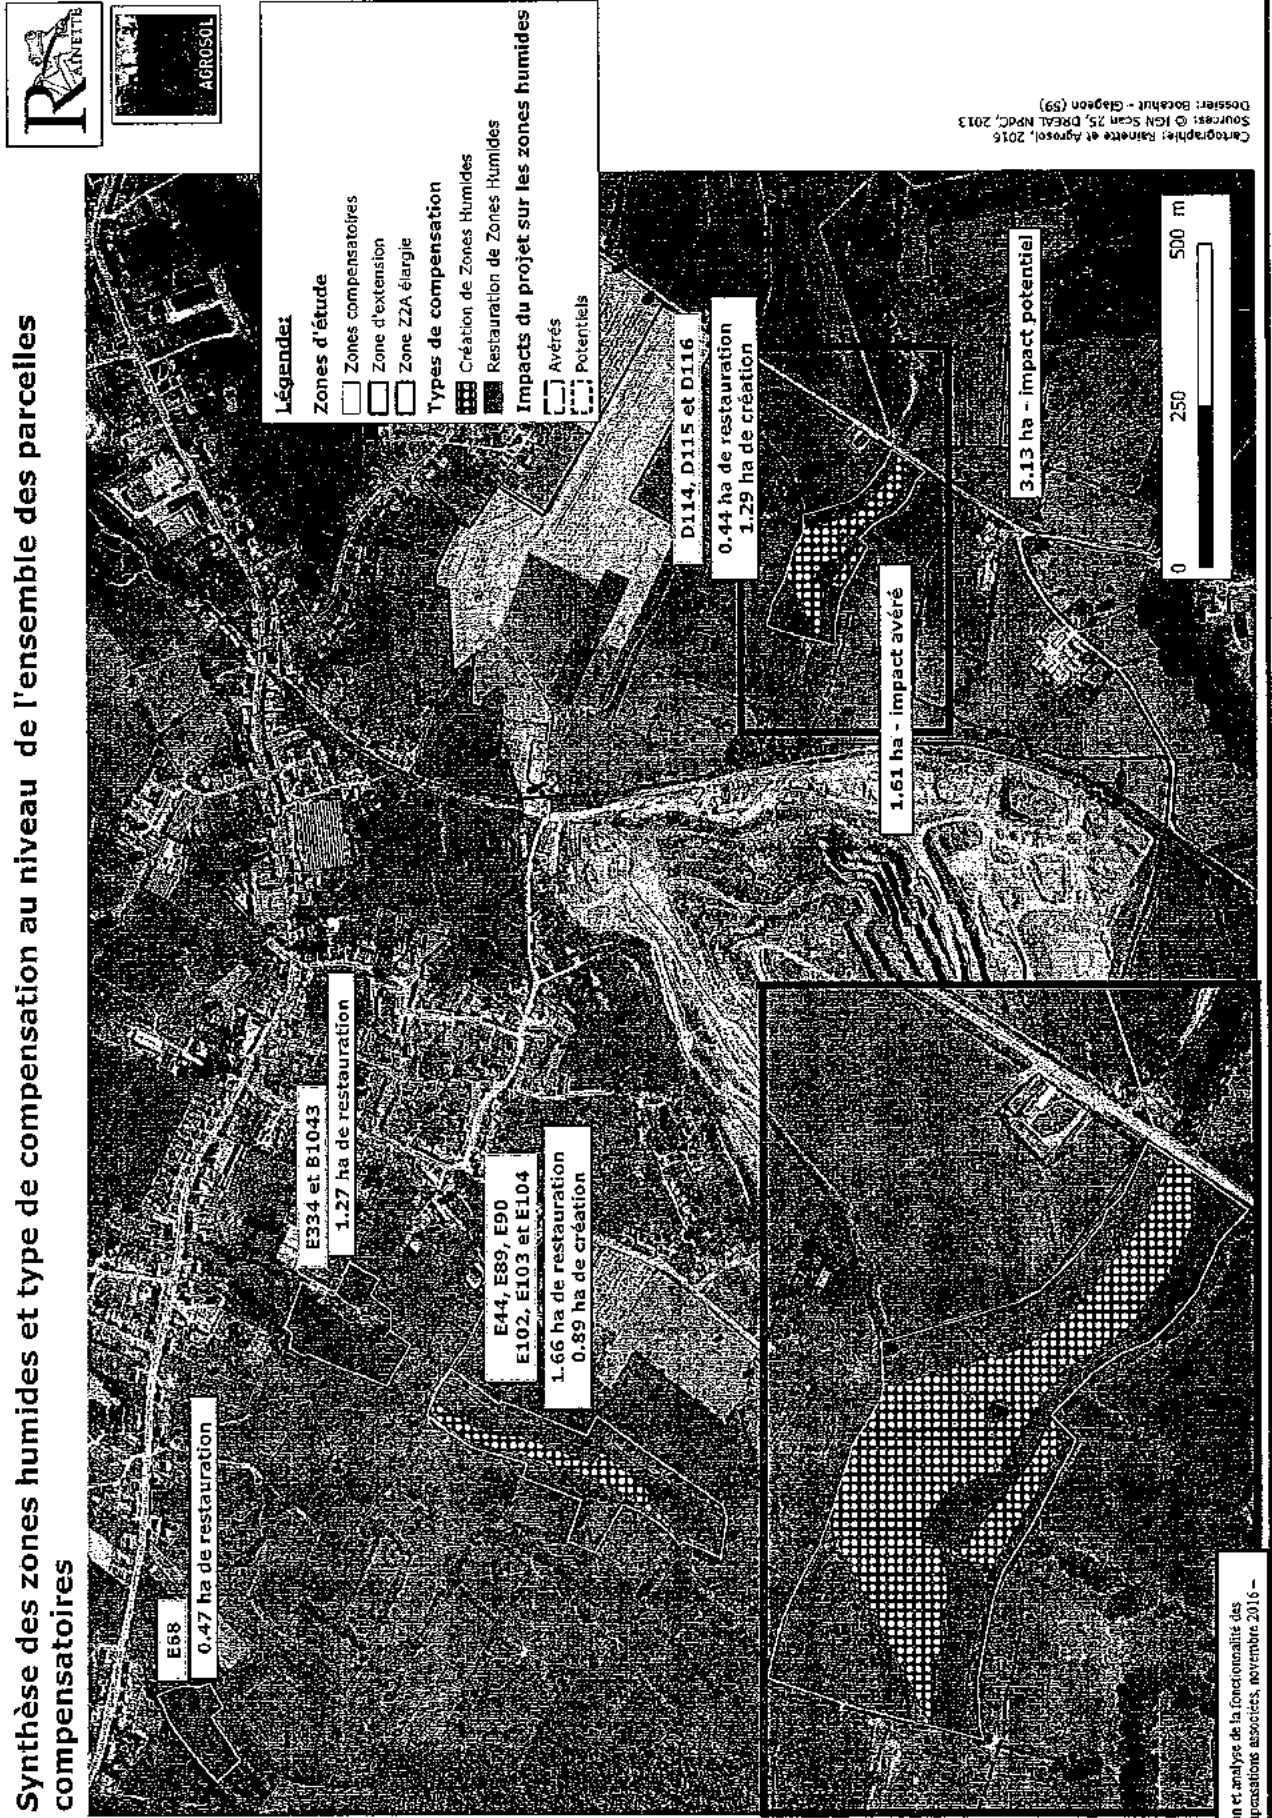 Synthèse des zones humides et type de compensation au niveau de l'ensemble des parcelles
compensatoires
RAINETTE
AGROSOL
Légende:
Zones d'étude
Zones compensatoires
Zone d'extension
Zone Z2A élargie
Types de compensation
Création de Zones Humides
Restauration de Zones Humides
Impacts du projet sur les zones humides
Avérés
Potentiels
E68
0.47 ha de restauration
E334 et B1043
1.27 ha de restauration
E44, E89, E90
E102, E103 et E104
1.66 ha de restauration
0.89 ha de création
D114, D115 et D116
0.44 ha de restauration
1.29 ha de création
1.61 ha - impact avéré
3.13 ha - impact potentiel
0 250 500 m
Cartographie: Rainette et Agrosol, 2016
Sources: © IGN Scan 25, DREAL NPdC, 2013
Dossier: Bocahut - Glageon (59)
et analyse de la fonctionnalité des
associées, novembre 2016 –